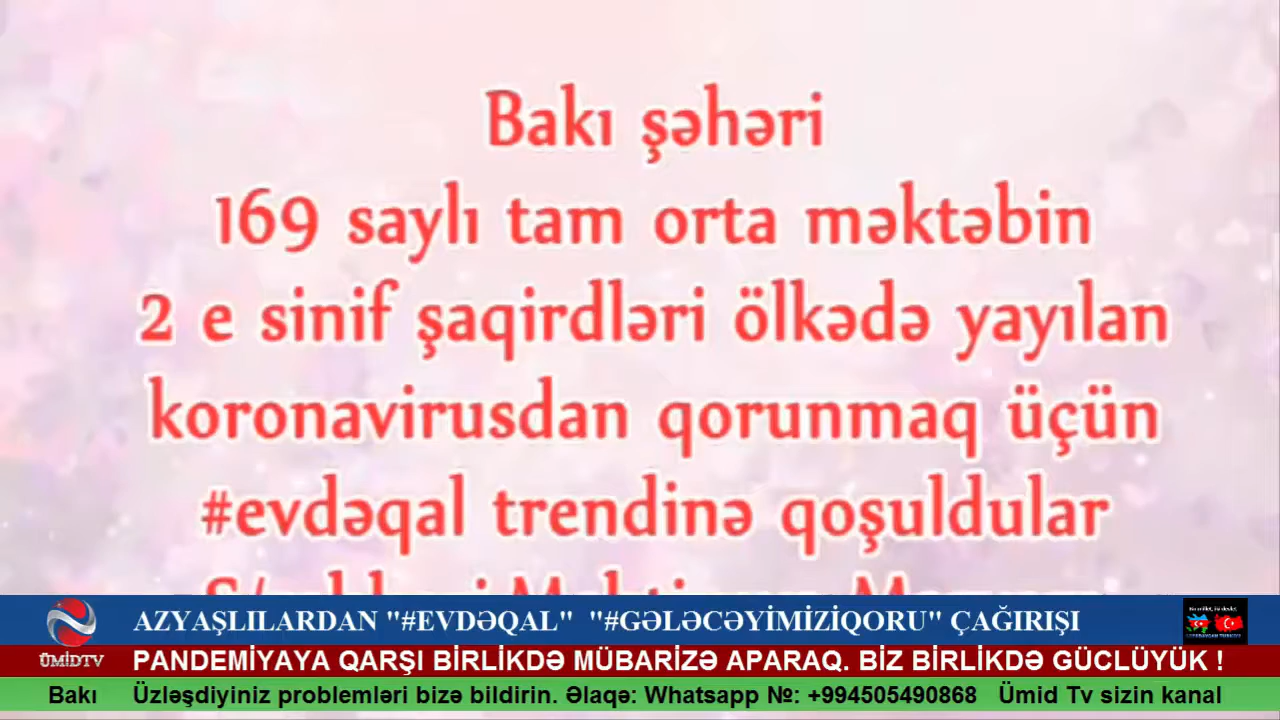 Bakı şəhəri
169 saylı tam orta məktəbin
2 e sinif şaqirdləri ölkədə yayılan
koronavirusdan qorunmaq üçün
#evdəqal trendinə qoşuldular
AZYAŞLILARDAN "#EVDƏQAL" "#GƏLƏCƏYİMİZİQORU" ÇAĞIRIŞI
ÜMİDTV
PANDEMİYAYA QARŞI BİRLİKDƏ MÜBARİZƏ APARAQ. BİZ BİRLİKDƏ GÜCLÜYÜK !
Bakı Üzləşdiyiniz problemləri bizə bildirin. Əlaqə: Whatsapp №: +994505490868 Ümid Tv sizin kanal